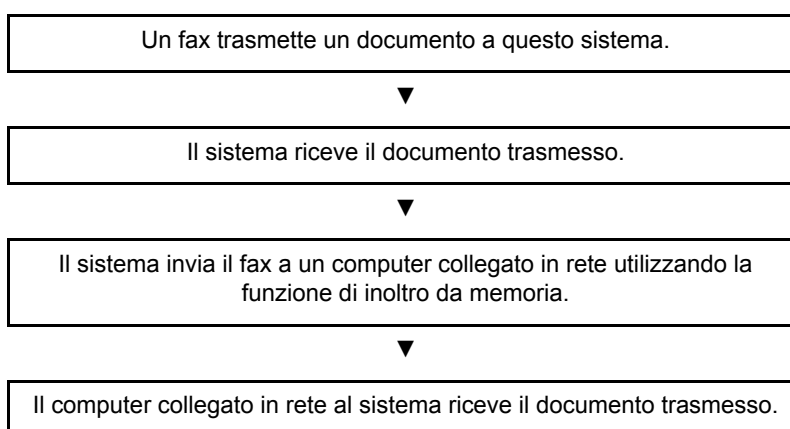 Un fax trasmette un documento a questo sistema.
▼
Il sistema riceve il documento trasmesso.
▼
Il sistema invia il fax a un computer collegato in rete utilizzando la
funzione di inoltro da memoria.
▼
Il computer collegato in rete al sistema riceve il documento trasmesso.